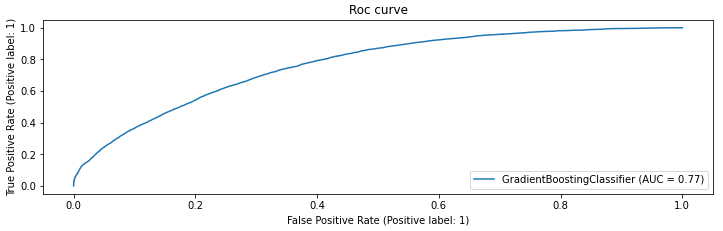 Roc curve
True Positive Rate (Positive label: 1)
1.0
0.8
0.6
0.4
0.2
0.0
GradientBoostingClassifier (AUC = 0.77)
0.0 0.2 0.4 0.6 0.8 1.0
False Positive Rate (Positive label: 1)